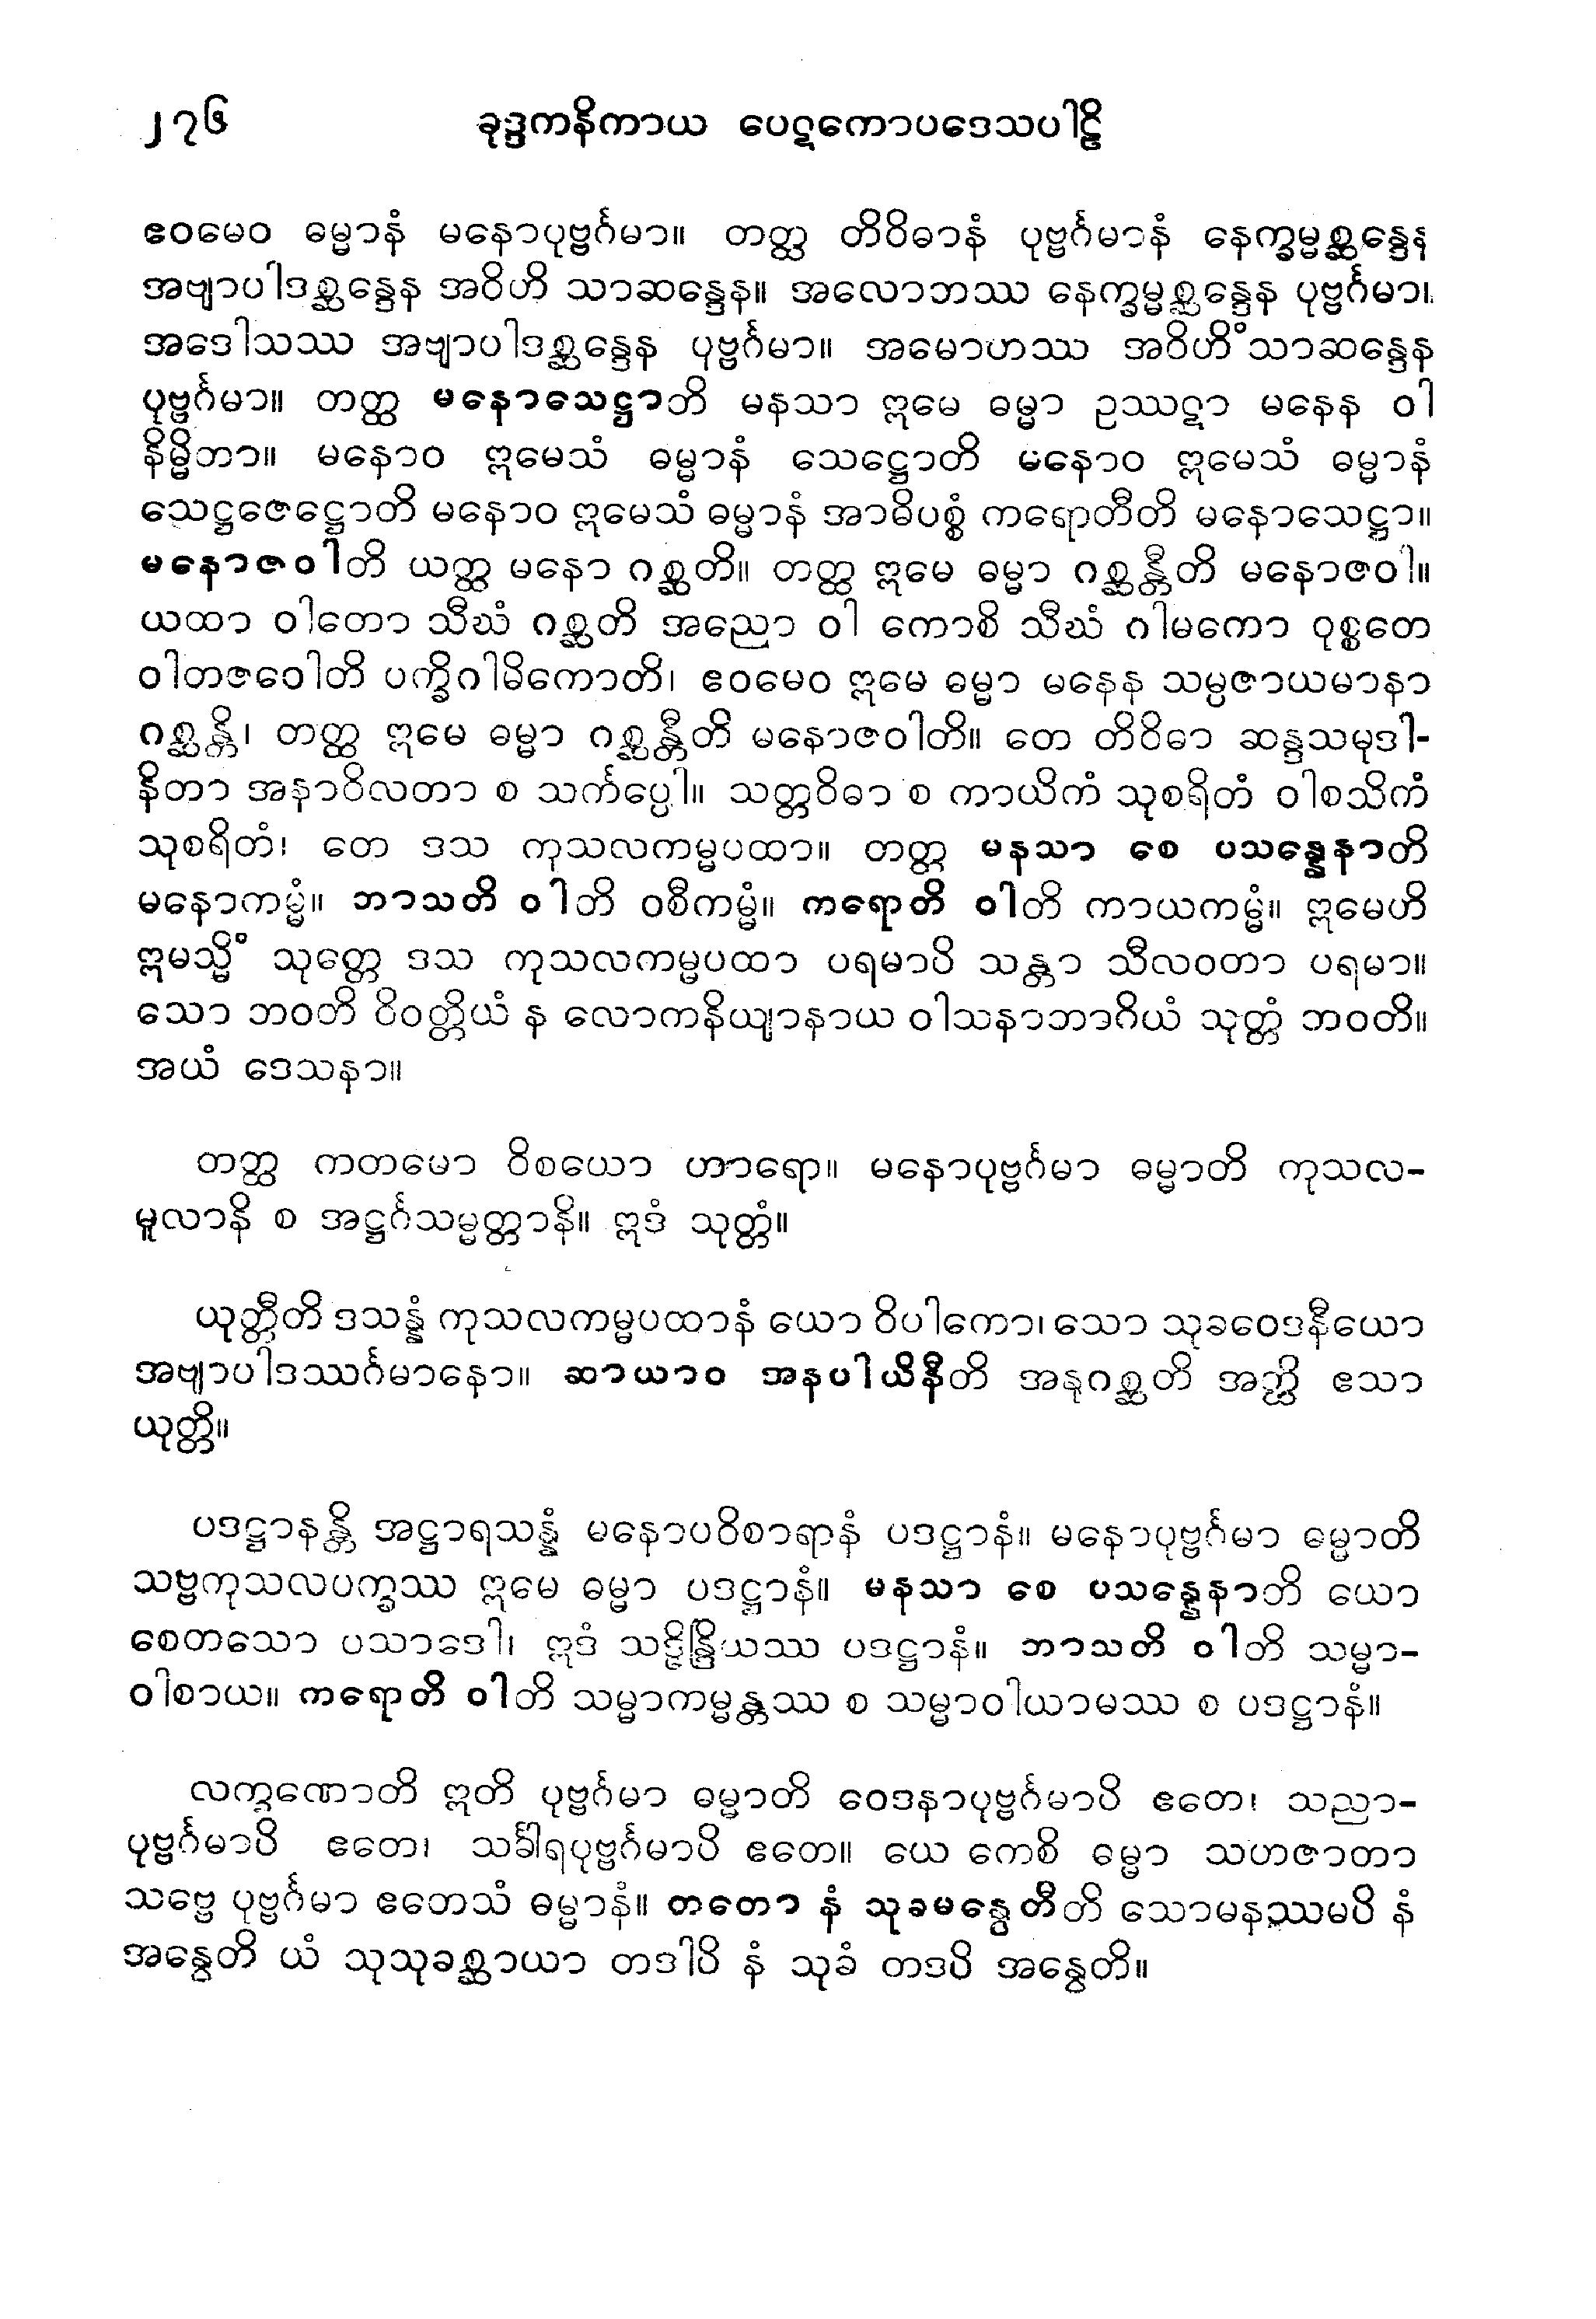 ၂၇၆ ခုဒ္ဒကနိကာယ ပေဋကောပဒေသပါဠိ
ဧဝမေဝ ဓမ္မာနံ မနောပုဗ္ဗင်္ဂမာ။ တတ္ထ တိဝိဓာနံ ပုဗ္ဗင်္ဂမာနံ နေက္ခမ္မစ္ဆန္ဒေန
အဗျာပါဒစ္ဆန္ဒေန အဝိဟိ သာဆန္ဒေန။ အလောဘဿ နေက္ခမ္မစ္ဆန္ဒေန ပုဗ္ဗင်္ဂမာ။
အဒေါသဿ အဗျာပါဒစ္ဆန္ဒေန ပုဗ္ဗင်္ဂမာ။ အမောဟဿ အဝိဟိံသာဆန္ဒေန
ပုဗ္ဗင်္ဂမာ။ တတ္ထ မနောသေဋ္ဌာတိ မနသာ ဣမေ ဓမ္မာ ဥဿဋာ မနေန ဝါ
နိမ္မိတာ။ မနောဝ ဣမေသံ ဓမ္မာနံ သေဋ္ဌောတိ မနောဝ ဣမေသံ ဓမ္မာနံ
သေဋ္ဌဇေဋ္ဌောတိ မနောဝ ဣမေသံ ဓမ္မာနံ အာဓိပစ္စံ ကရောတီတိ မနောသေဋ္ဌာ။
မနောဇဝါတိ ယတ္ထ မနော ဂစ္ဆတိ။ တတ္ထ ဣမေ ဓမ္မာ ဂစ္ဆန္တီတိ မနောဇဝါ။
ယထာ ဝါတော သီဃံ ဂစ္ဆတိ အညော ဝါ ကောစိ သီဃံ ဂါမကော ဝုစ္စတေ
ဝါတဇဝေါတိ ပက္ခိဂါမိကောတိ၊ ဧဝမေဝ ဣမေ ဓမ္မာ မနေန သမ္ပဇာယမာနာ
ဂစ္ဆန္တိ၊ တတ္ထ ဣမေ ဓမ္မာ ဂစ္ဆန္တီတိ မနောဇဝါတိ။ တေ တိဝိဓာ ဆန္ဒသမုဒါ-
နိတာ အနာဝိလတာ စ သင်္ကပ္ပေါ။ သတ္တဝိဓာ စ ကာယိကံ သုစရိတံ ဝါစသိကံ
သုစရိတံ၊ တေ ဒသ ကုသလကမ္မပထာ။ တတ္ထ မနသာ စေ ပသန္နေနာတိ
မနောကမ္မံ။ ဘာသတိ ဝါတိ ဝစီကမ္မံ။ ကရောတိ ဝါတိ ကာယကမ္မံ။ ဣမေဟိ
ဣမသ္မိံ သုတ္တေ ဒသ ကုသလကမ္မပထာ ပရမာပိ သန္တာ သီလဝတာ ပရမာ။
သော ဘဝတိ ဝိဝတ္တိယံ န လောကနိယျာနာယ ဝါသနာဘာဂိယံ သုတ္တံ ဘဝတိ။
အယံ ဒေသနာ။
တတ္ထ ကတမော ဝိစယော ဟာရော။ မနောပုဗ္ဗင်္ဂမာ ဓမ္မာတိ ကုသလ-
မူလာနိ စ အဋ္ဌင်္ဂသမ္မတ္တာနိ။ ဣဒံ သုတ္တံ။
ယုတ္တီတိ ဒသန္နံ ကုသလကမ္မပထာနံ ယော ဝိပါကော၊ သော သုခဝေဒနီယော
အဗျာပါဒဿင်္ဂမာနော။ ဆာယာဝ အနပါယိနီတိ အနုဂစ္ဆတိ အတ္ထိ ဧသာ
ယုတ္တိ။
ပဒဋ္ဌာနန္တိ အဋ္ဌာရသန္နံ မနောပဝိစာရာနံ ပဒဋ္ဌာနံ။ မနောပုဗ္ဗင်္ဂမာ ဓမ္မာတိ
သဗ္ဗကုသလပက္ခဿ ဣမေ ဓမ္မာ ပဒဋ္ဌာနံ။ မနသာ စေ ပသန္နေနာတိ ယော
စေတသော ပသာဒေါ၊ ဣဒံ သဒ္ဓိန္ဒြိယဿ ပဒဋ္ဌာနံ။ ဘာသတိ ဝါတိ သမ္မာ-
ဝါစာယ။ ကရောတိ ဝါတိ သမ္မာကမ္မန္တဿ စ သမ္မာဝါယာမဿ စ ပဒဋ္ဌာနံ။
လက္ခဏောတိ ဣတိ ပုဗ္ဗင်္ဂမာ ဓမ္မာတိ ဝေဒနာပုဗ္ဗင်္ဂမာပိ ဧတေ၊ သညာ-
ပုဗ္ဗင်္ဂမာပိ ဧတေ၊ သင်္ခါရပုဗ္ဗင်္ဂမာပိ ဧတေ။ ယေ ကေစိ ဓမ္မာ သဟဇာတာ
သဗ္ဗေ ပုဗ္ဗင်္ဂမာ ဧတေသံ ဓမ္မာနံ။ တတော နံ သုခမနွေတီတိ သောမနဿမပိ နံ
အနွေတိ ယံ သုသုခစ္ဆာယာ တဒါပိ နံ သုခံ တဒပိ အနွေတိ။